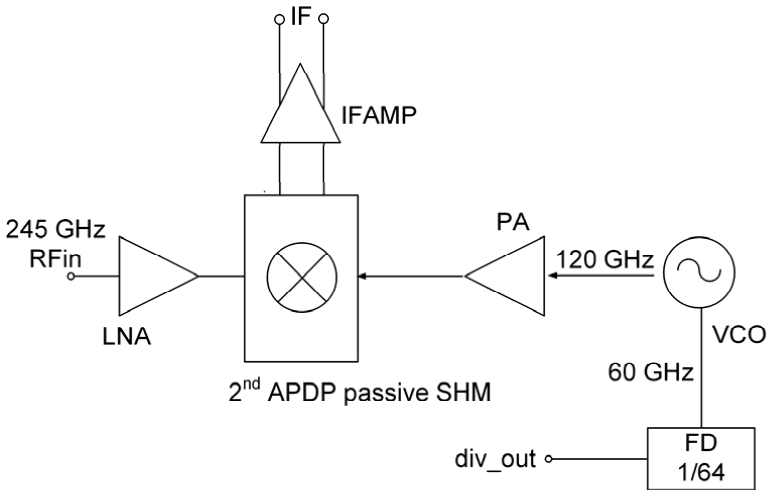 IF
IFAMP
245 GHz
RFin
LNA
PA
120 GHz
VCO
2nd APDP passive SHM
60 GHz
FD
1/64
div_out